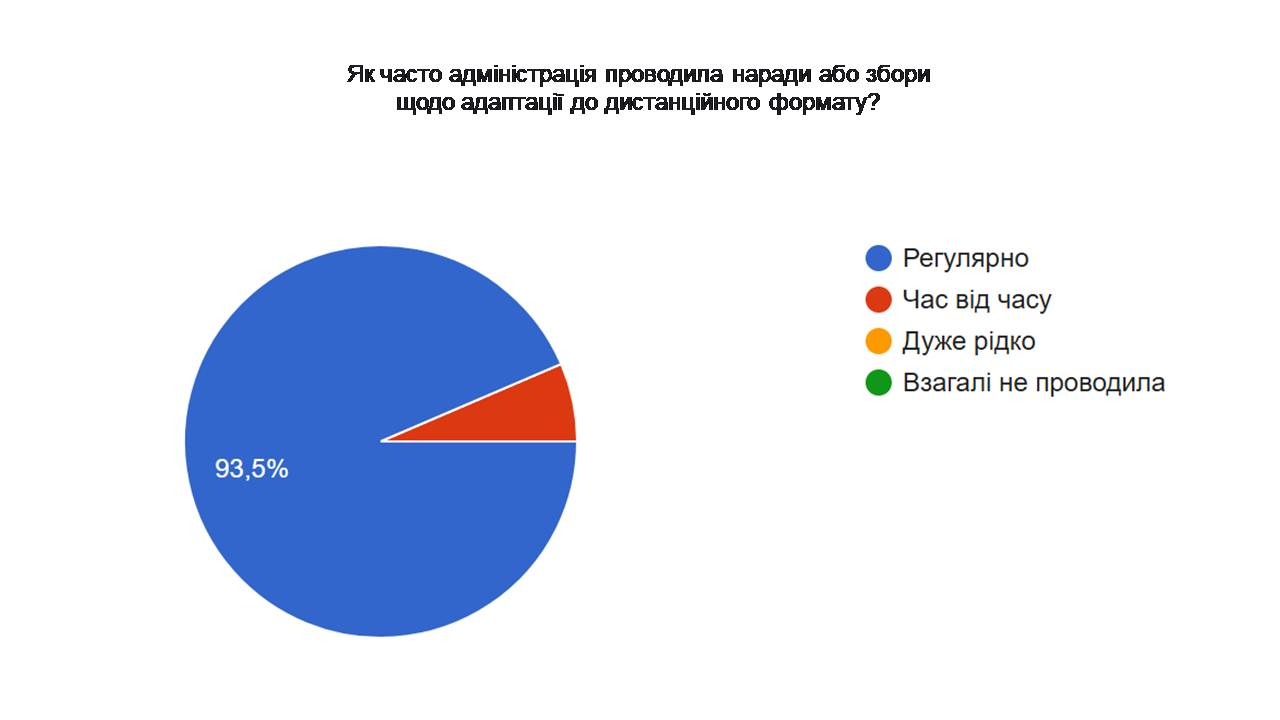 Як часто адміністрація проводила наради або збори
щодо адаптації до дистанційного формату?
Регулярно
Час від часу
Дуже рідко
Взагалі не проводила
93,5%